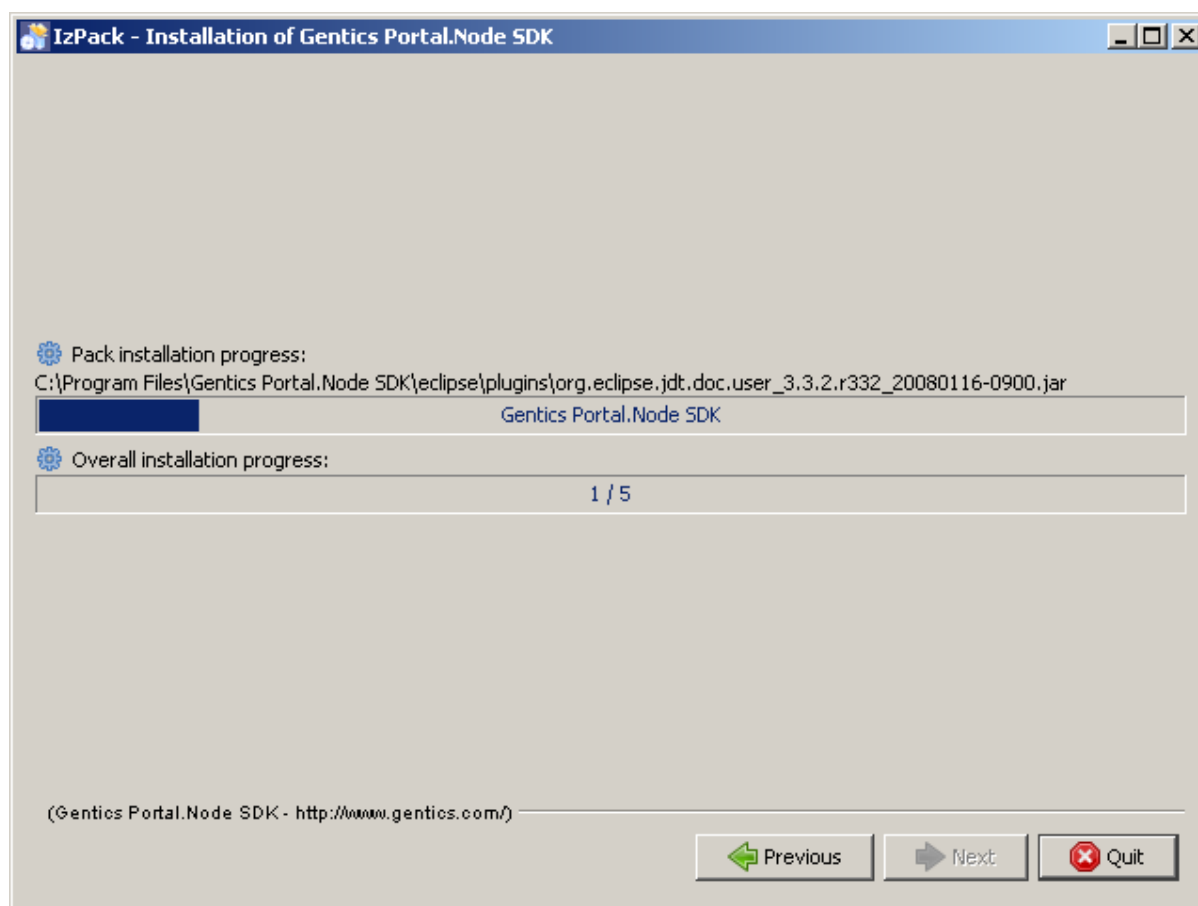 IzPack - Installation of Gentics Portal.Node SDK
Pack installation progress:
C:\Program Files\Gentics Portal.Node SDK\eclipse\plugins\org.eclipse.jdt.doc.user_3.3.2.r332_20080116-0900.jar
Gentics Portal.Node SDK
Overall installation progress:
1 / 5
(Gentics Portal.Node SDK - http://www.gentics.com/)
Previous Next Quit